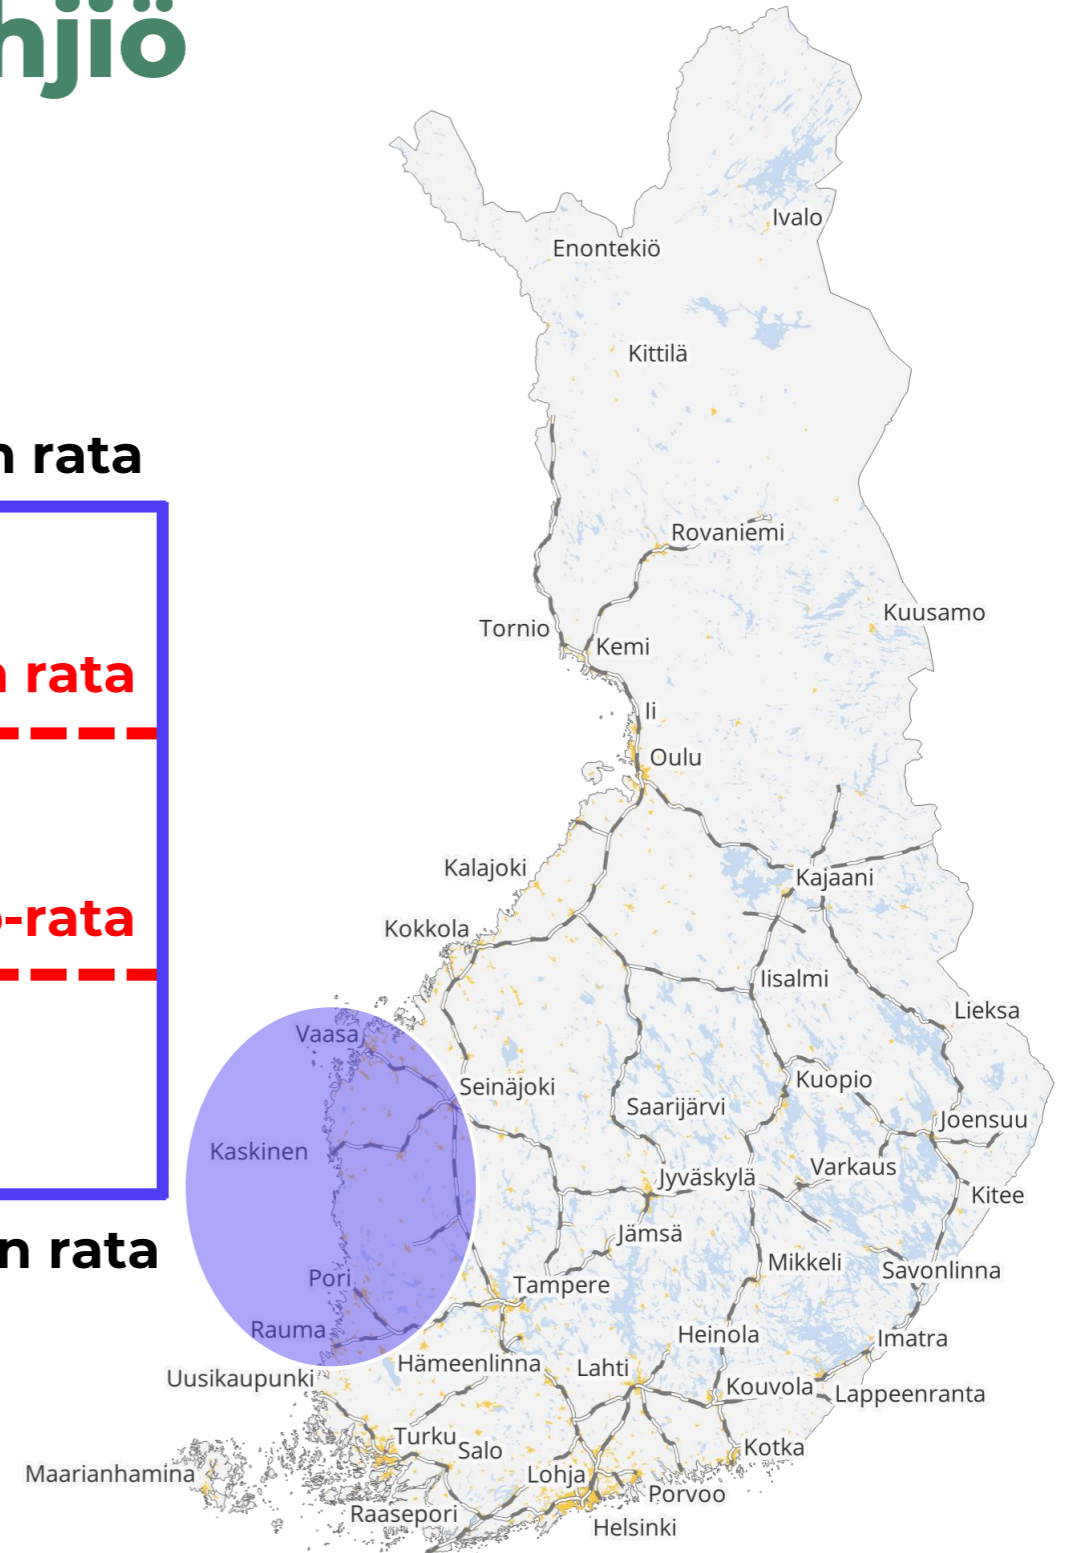 hjiö
Ivalo
Enontekiö
Kittilä
n rata
Rovaniemi
Kuusamo
Tornio
Kemi
n rata
Ii
Oulu
Kalajoki
Kajaani
o-rata
Kokkola
Iisalmi
Lieksa
Vaasa
Kuopio
Seinäjoki
Saarijärvi
Joensuu
Kaskinen
Varkaus
Jyväskylä
Kitee
Jämsä
n rata
Mikkeli
Savonlinna
Pori
Tampere
Rauma
Heinola
Imatra
Hämeenlinna
Lahti
Uusikaupunki
Kouvola
Lappeenranta
Turku
Salo
Kotka
Maarianhamina
Lohja
Porvoo
Raasepori
Helsinki